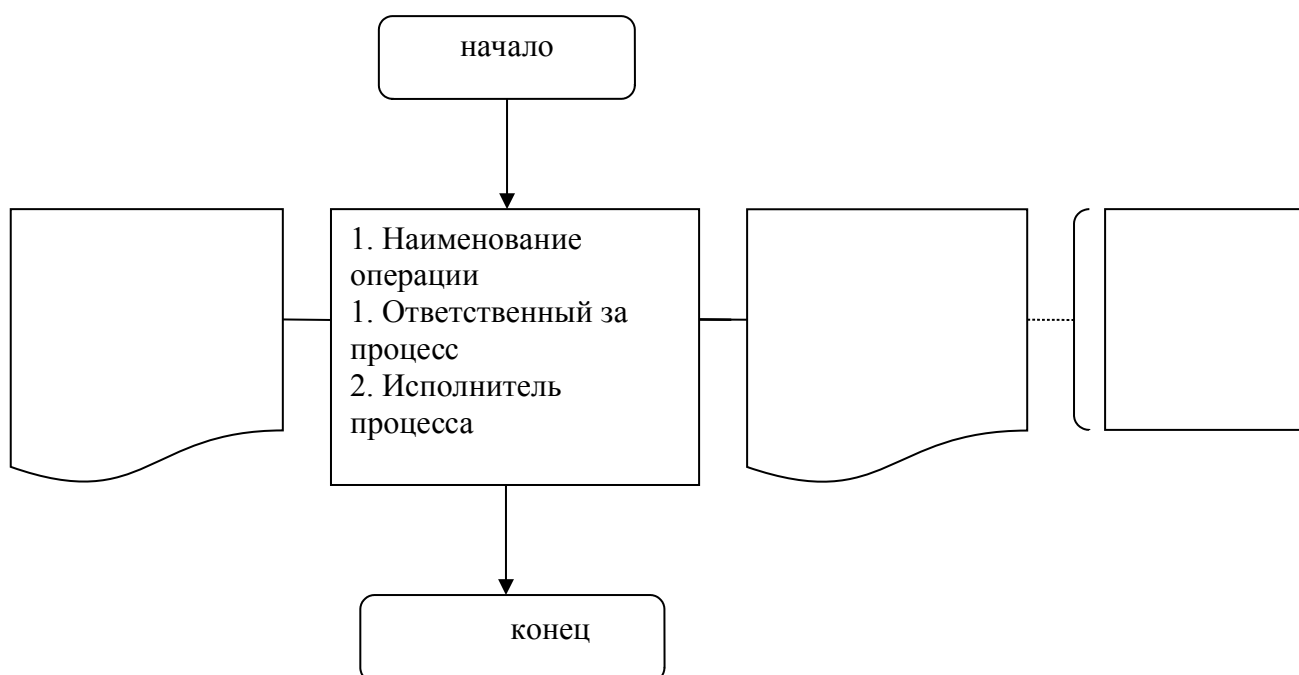 начало
1. Наименование
операции
1. Ответственный за
процесс
2. Исполнитель
процесса
конец